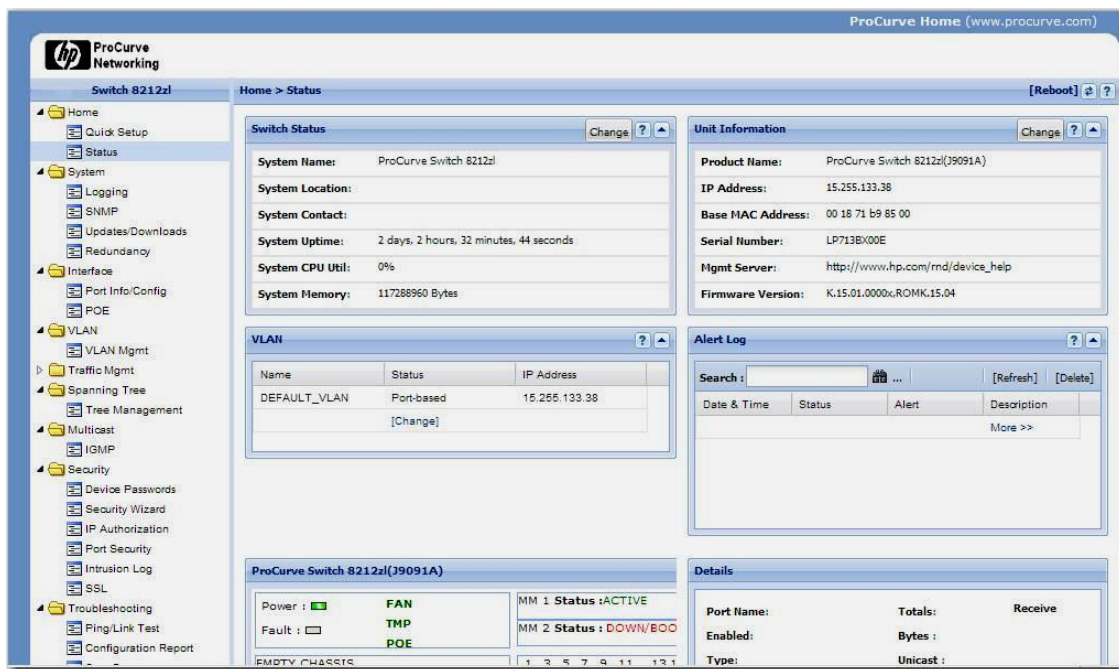 ProCurve Home (www.procurve.com)
hp ProCurve
Networking
Switch 8212zl
Home > Status
[Reboot] ?
Home
Quick Setup
Status
System
Logging
SNMP
Updates/Downloads
Redundancy
Interface
Port Info/Config
POE
VLAN
VLAN Mgmt
Traffic Mgmt
Spanning Tree
Tree Management
Multicast
IGMP
Security
Device Passwords
Security Wizard
IP Authorization
Port Security
Intrusion Log
SSL
Troubleshooting
Ping/Link Test
Configuration Report
Switch Status Change ?
System Name: ProCurve Switch 8212zl
System Location:
System Contact:
System Uptime: 2 days, 2 hours, 32 minutes, 44 seconds
System CPU Util: 0%
System Memory: 117288960 Bytes
Unit Information Change ?
Product Name: ProCurve Switch 8212zl(J9091A)
IP Address: 15.255.133.38
Base MAC Address: 00 18 71 b9 85 00
Serial Number: LP713BX00E
Mgmt Server: http://www.hp.com/rnd/device_help
Firmware Version: K.15.01.0000x,ROMK.15.04
VLAN ?
Name Status IP Address
DEFAULT_VLAN Port-based 15.255.133.38
[Change]
Alert Log ?
Search : ... [Refresh] [Delete]
Date & Time Status Alert Description
More >>
ProCurve Switch 8212zl(J9091A)
Power : FAN MM 1 Status :ACTIVE
Fault : TMP MM 2 Status : DOWN/BOO
POE
EMPTY CHASSIS 1 3 5 7 9 11 13 1
Details
Port Name: Totals: Receive
Enabled: Bytes :
Type: Unicast :